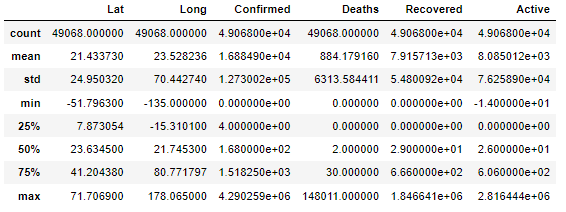 Lat Long Confirmed Deaths Recovered Active
count 49068.000000 49068.000000 4.906800e+04 49068.000000 4.906800e+04 4.906800e+04
mean 21.433730 23.528236 1.688490e+04 884.179160 7.915713e+03 8.085012e+03
std 24.950320 70.442740 1.273002e+05 6313.584411 5.480092e+04 7.625890e+04
min -51.796300 -135.000000 0.000000e+00 0.000000 0.000000e+00 -1.400000e+01
25% 7.873054 -15.310100 4.000000e+00 0.000000 0.000000e+00 0.000000e+00
50% 23.634500 21.745300 1.680000e+02 2.000000 2.900000e+01 2.600000e+01
75% 41.204380 80.771797 1.518250e+03 30.000000 6.660000e+02 6.060000e+02
max 71.706900 178.065000 4.290259e+06 148011.000000 1.846641e+06 2.816444e+06